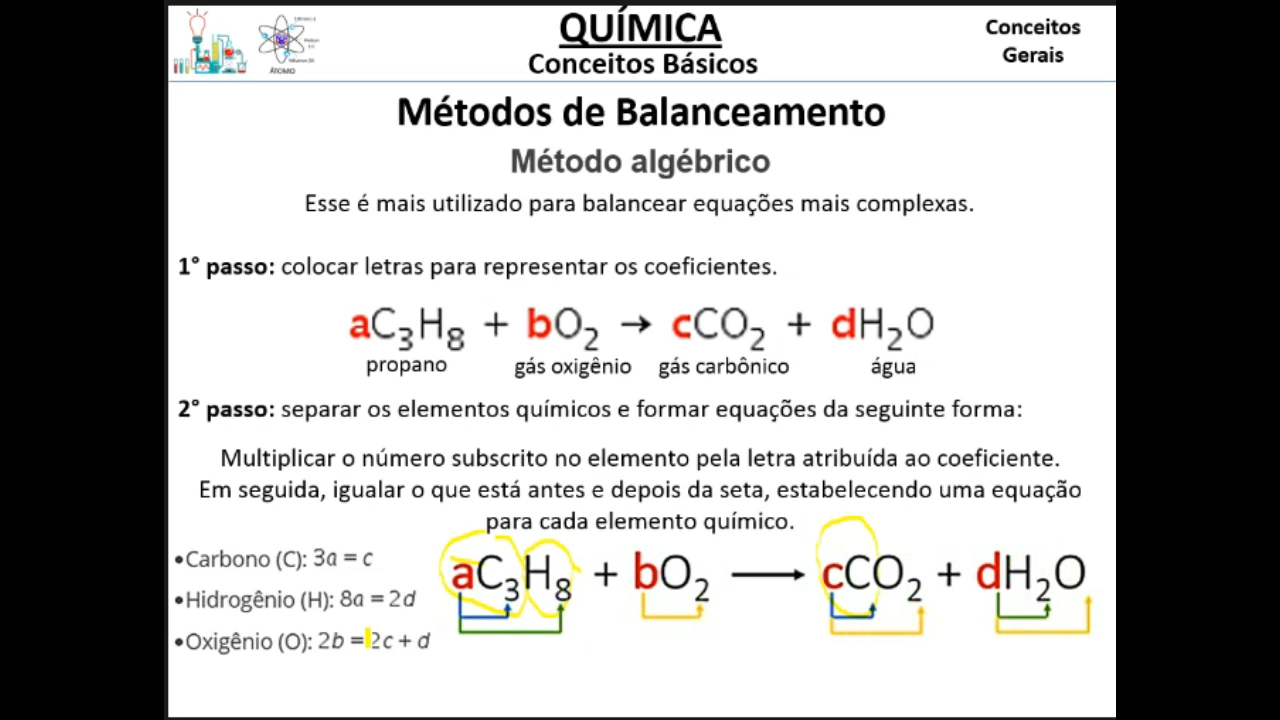 QUÍMICA
Conceitos Básicos
Conceitos
Gerais
ÁTOMO
Métodos de Balanceamento
Método algébrico
Esse é mais utilizado para balancear equações mais complexas.
1° passo: colocar letras para representar os coeficientes.
aC₃H₈ + bO₂ → cCO₂ + dH₂O
propano gás oxigênio gás carbônico água
2° passo: separar os elementos químicos e formar equações da seguinte forma:
Multiplicar o número subscrito no elemento pela letra atribuída ao coeficiente.
Em seguida, igualar o que está antes e depois da seta, estabelecendo uma equação
para cada elemento químico.
•Carbono (C): 3a = c
•Hidrogênio (H): 8a = 2d
•Oxigênio (O): 2b = 2c + d
aC₃H₈ + bO₂ ⟶ cCO₂ + dH₂O